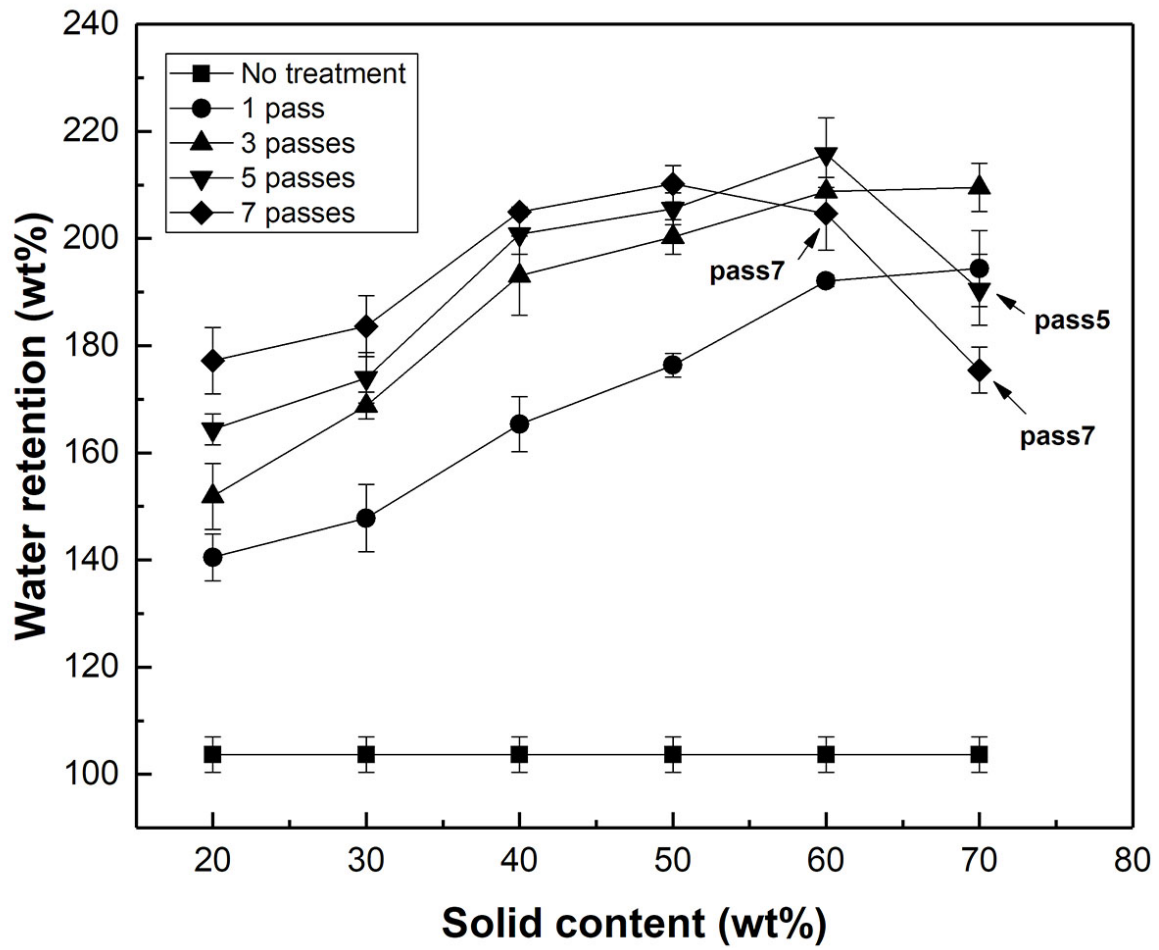 240
220
200
180
160
140
120
100
Water retention (wt%)
No treatment
1 pass
3 passes
5 passes
7 passes
pass7
pass5
pass7
20 30 40 50 60 70 80
Solid content (wt%)